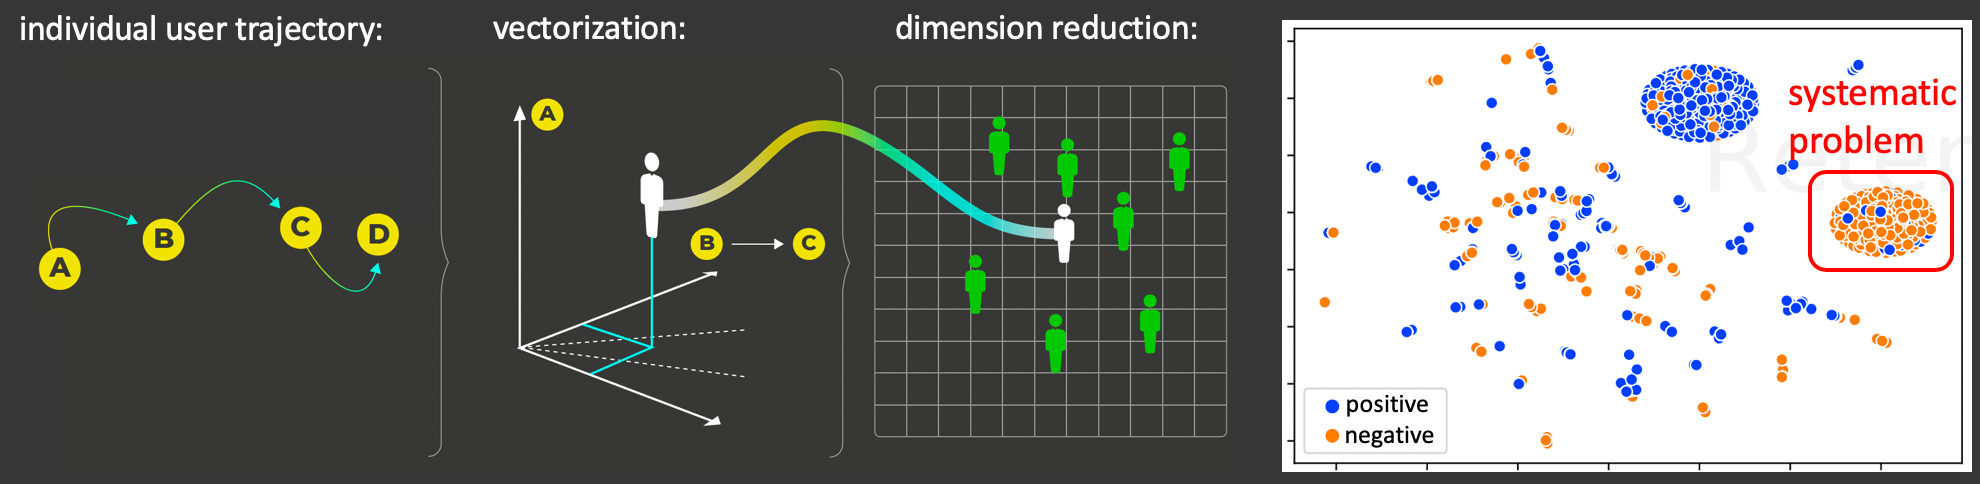 individual user trajectory:
vectorization:
dimension reduction:
A
B
C
D
A
B
C
systematic
problem
positive
negative